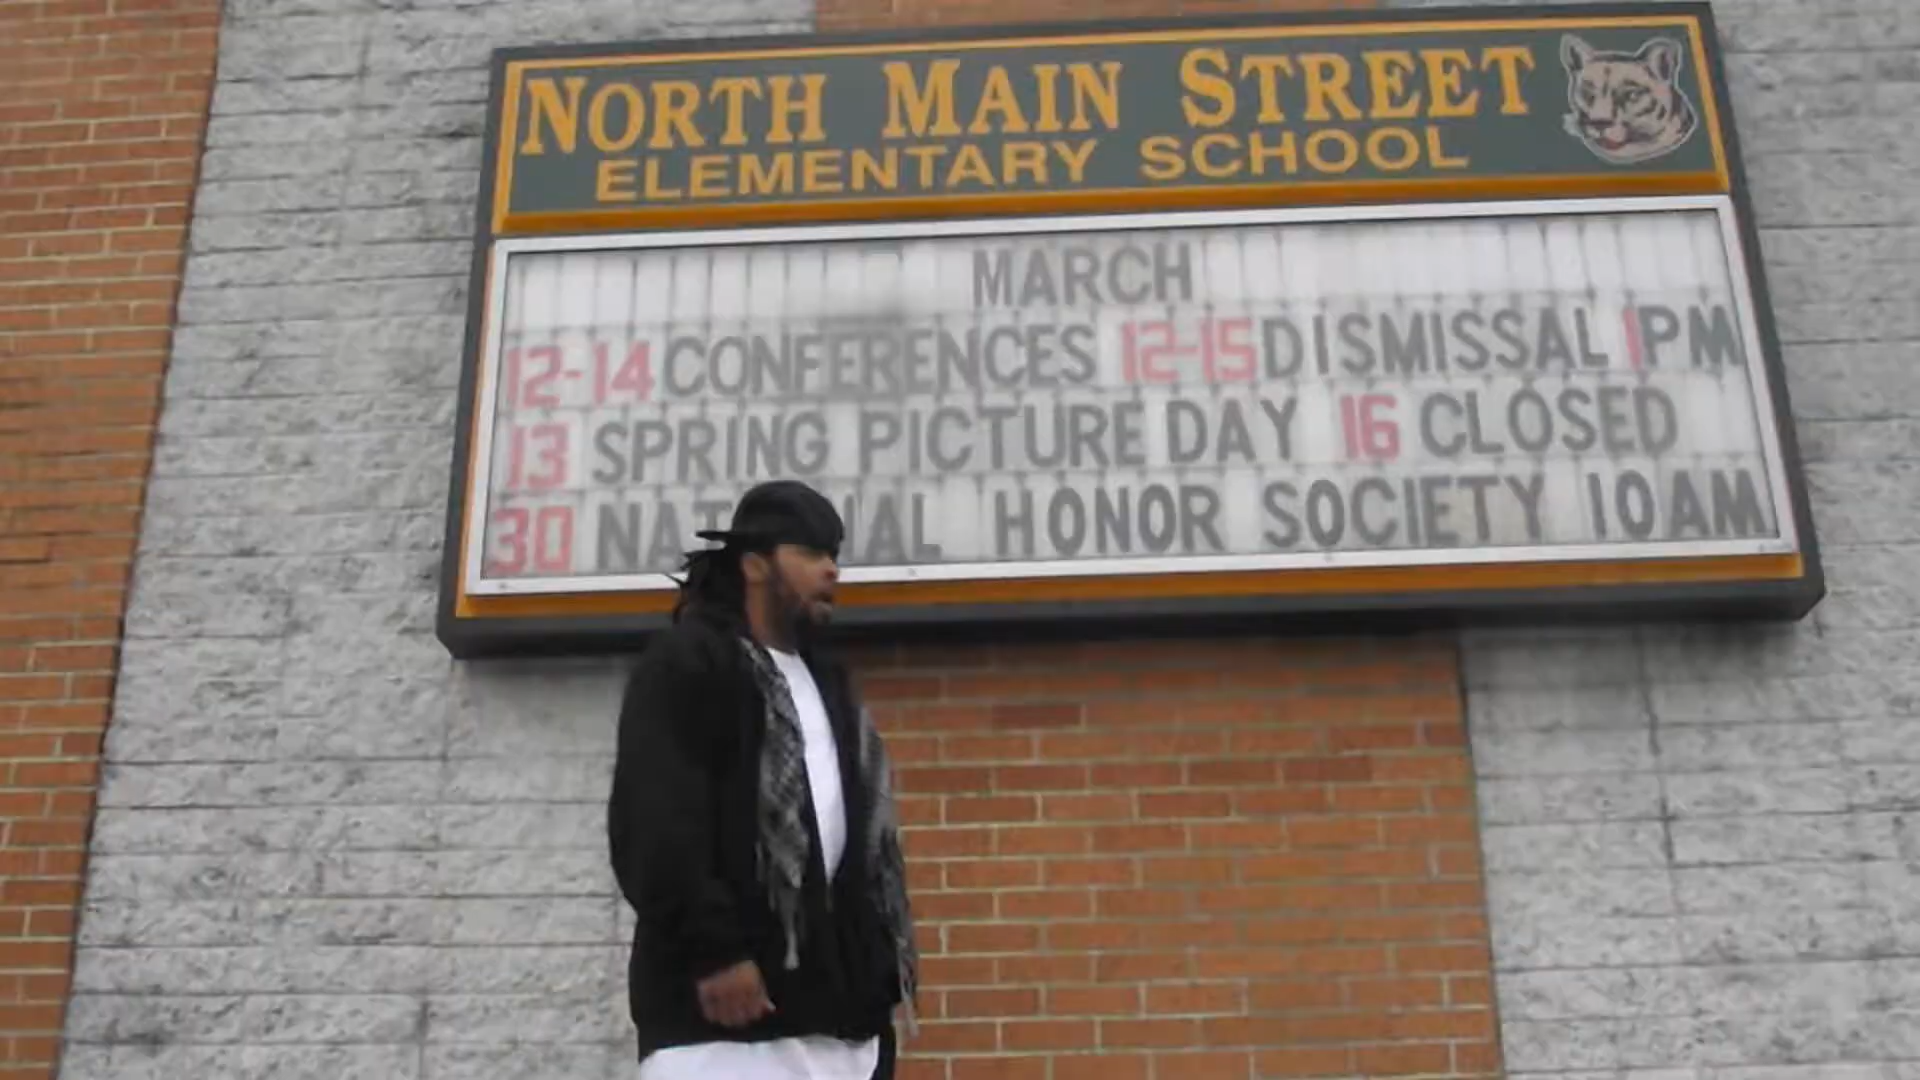 NORTH MAIN STREET
ELEMENTARY SCHOOL
MARCH
12-14 CONFERENCES 12-15 DISMISSAL 1PM
13 SPRING PICTURE DAY 16 CLOSED
30 HONOR SOCIETY 10AM